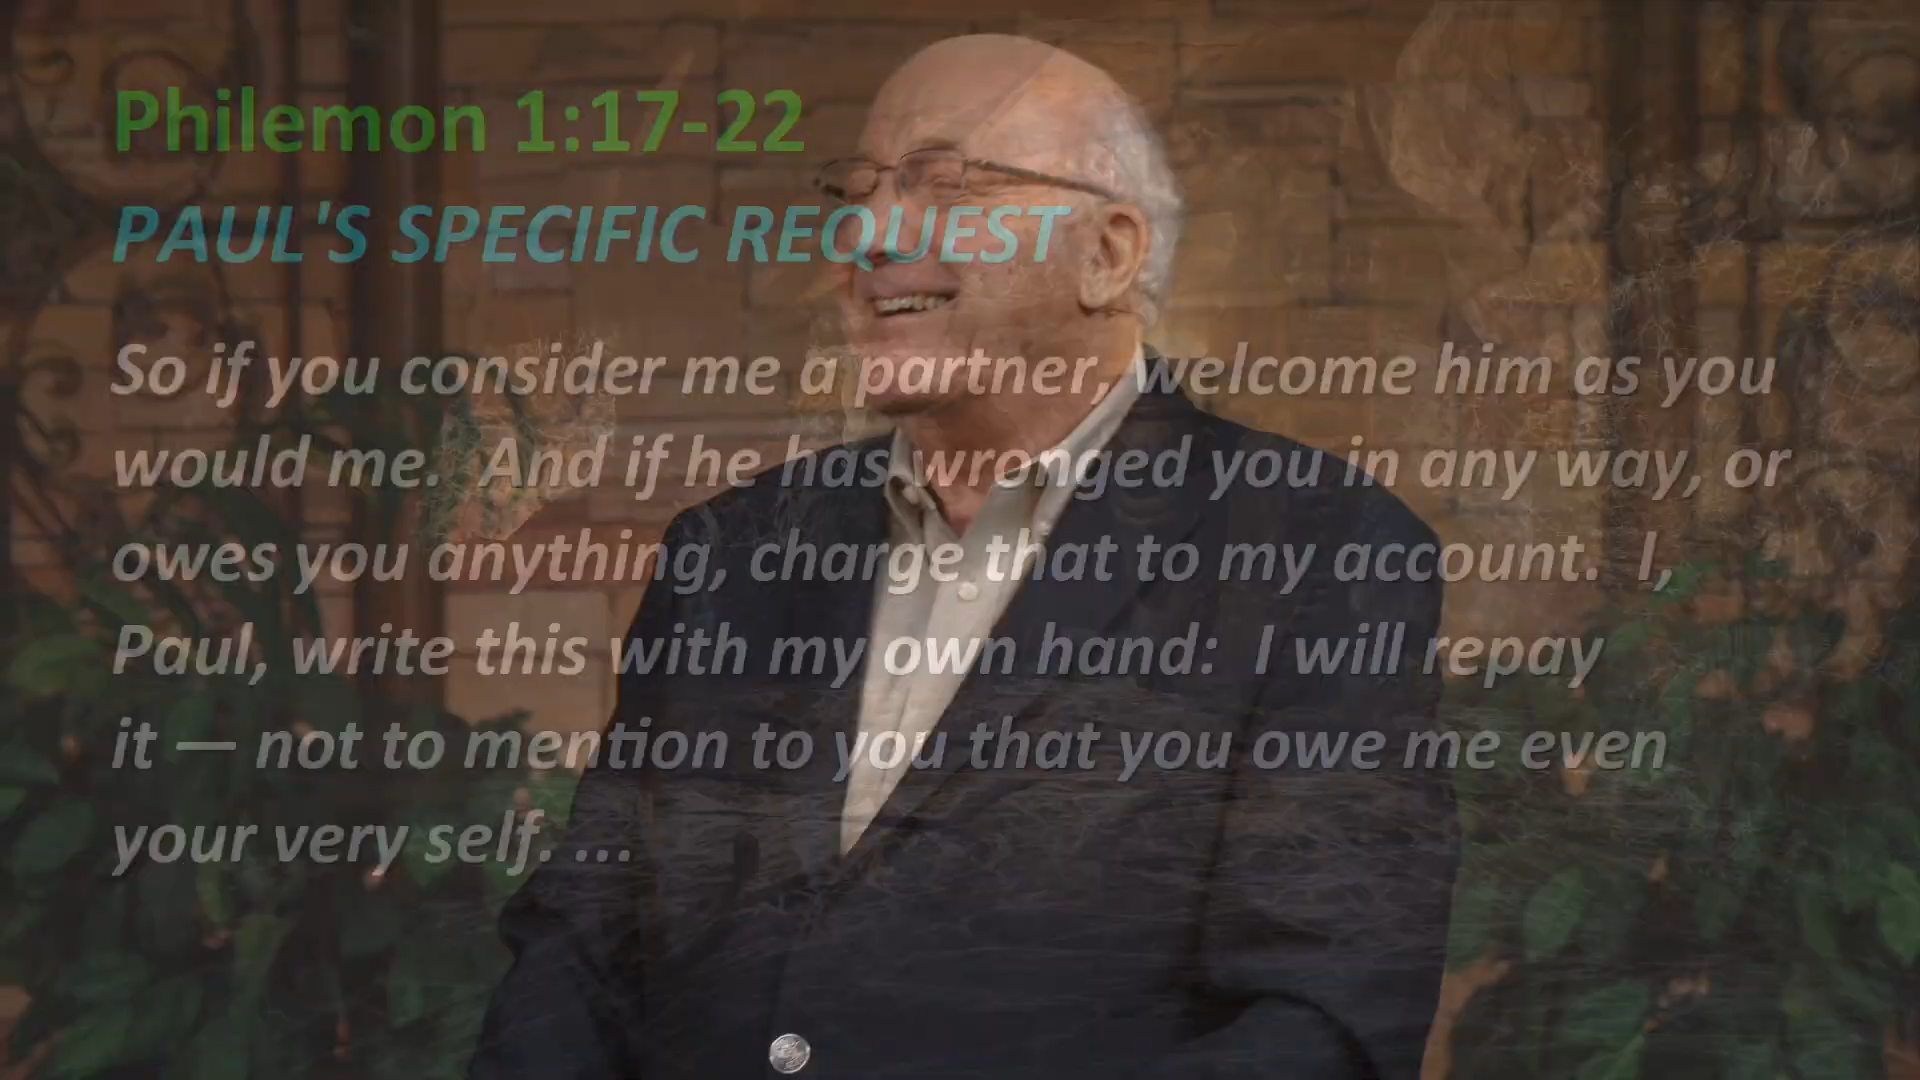 Philemon 1:17-22
PAUL'S SPECIFIC REQUEST
So if you consider me a partner, welcome him as you
would me.  And if he has wronged you in any way, or
owes you anything, charge that to my account.  I,
Paul, write this with my own hand:  I will repay
it — not to mention to you that you owe me even
your very self. ...